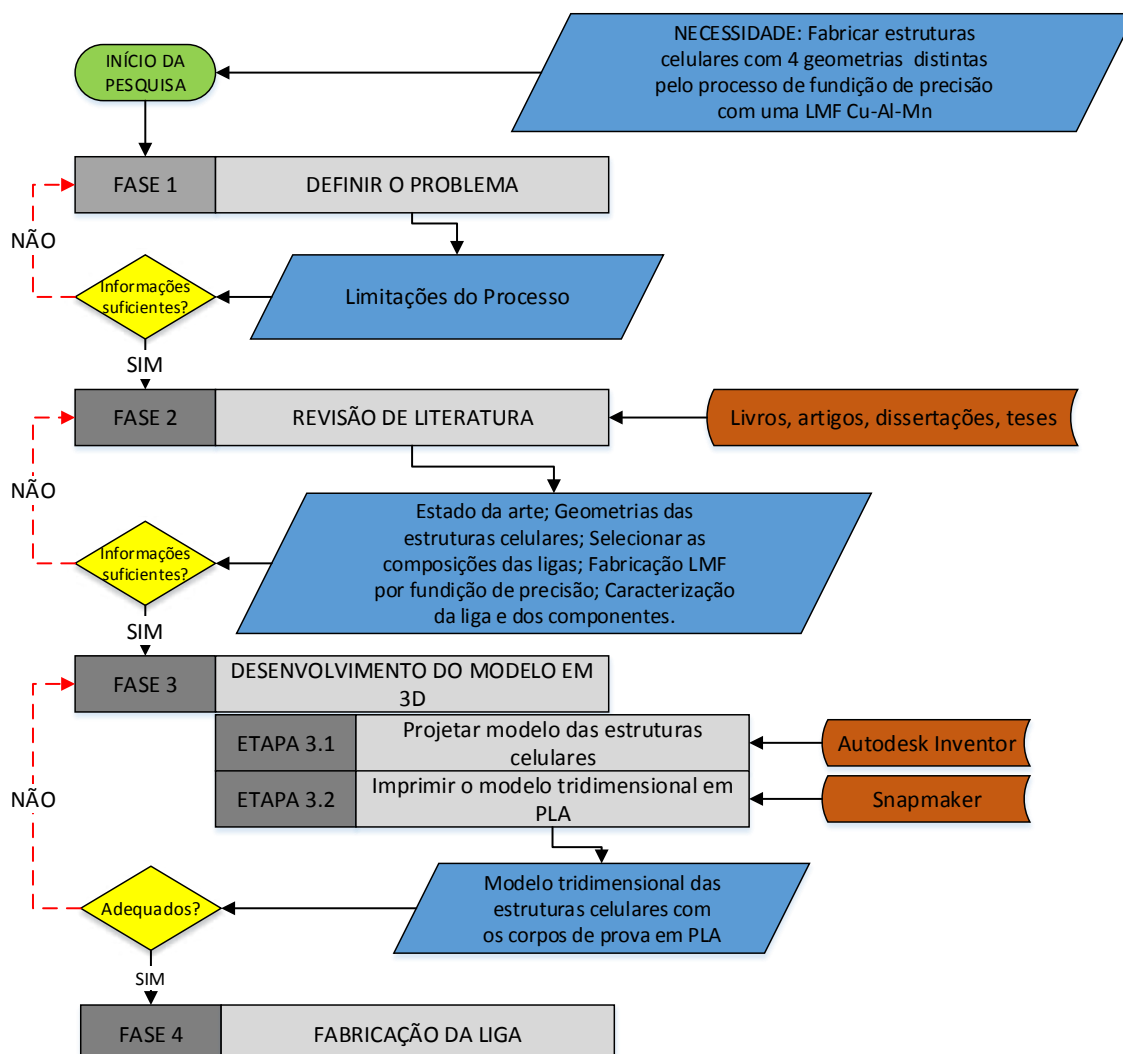 NECESSIDADE: Fabricar estruturas
celulares com 4 geometrias distintas
pelo processo de fundição de precisão
com uma LMF Cu-Al-Mn
INÍCIO DA
PESQUISA
FASE 1
DEFINIR O PROBLEMA
NÃO
Informações
suficientes?
Limitações do Processo
SIM
FASE 2
REVISÃO DE LITERATURA
Livros, artigos, dissertações, teses
NÃO
Estado da arte; Geometrias das
estruturas celulares; Selecionar as
composições das ligas; Fabricação LMF
por fundição de precisão; Caracterização
da liga e dos componentes.
Informações
suficientes?
SIM
FASE 3
DESENVOLVIMENTO DO MODELO EM
3D
ETAPA 3.1
Projetar modelo das estruturas
celulares
Autodesk Inventor
ETAPA 3.2
Imprimir o modelo tridimensional em
PLA
Snapmaker
NÃO
Adequados?
Modelo tridimensional das
estruturas celulares com
os corpos de prova em PLA
SIM
FASE 4
FABRICAÇÃO DA LIGA